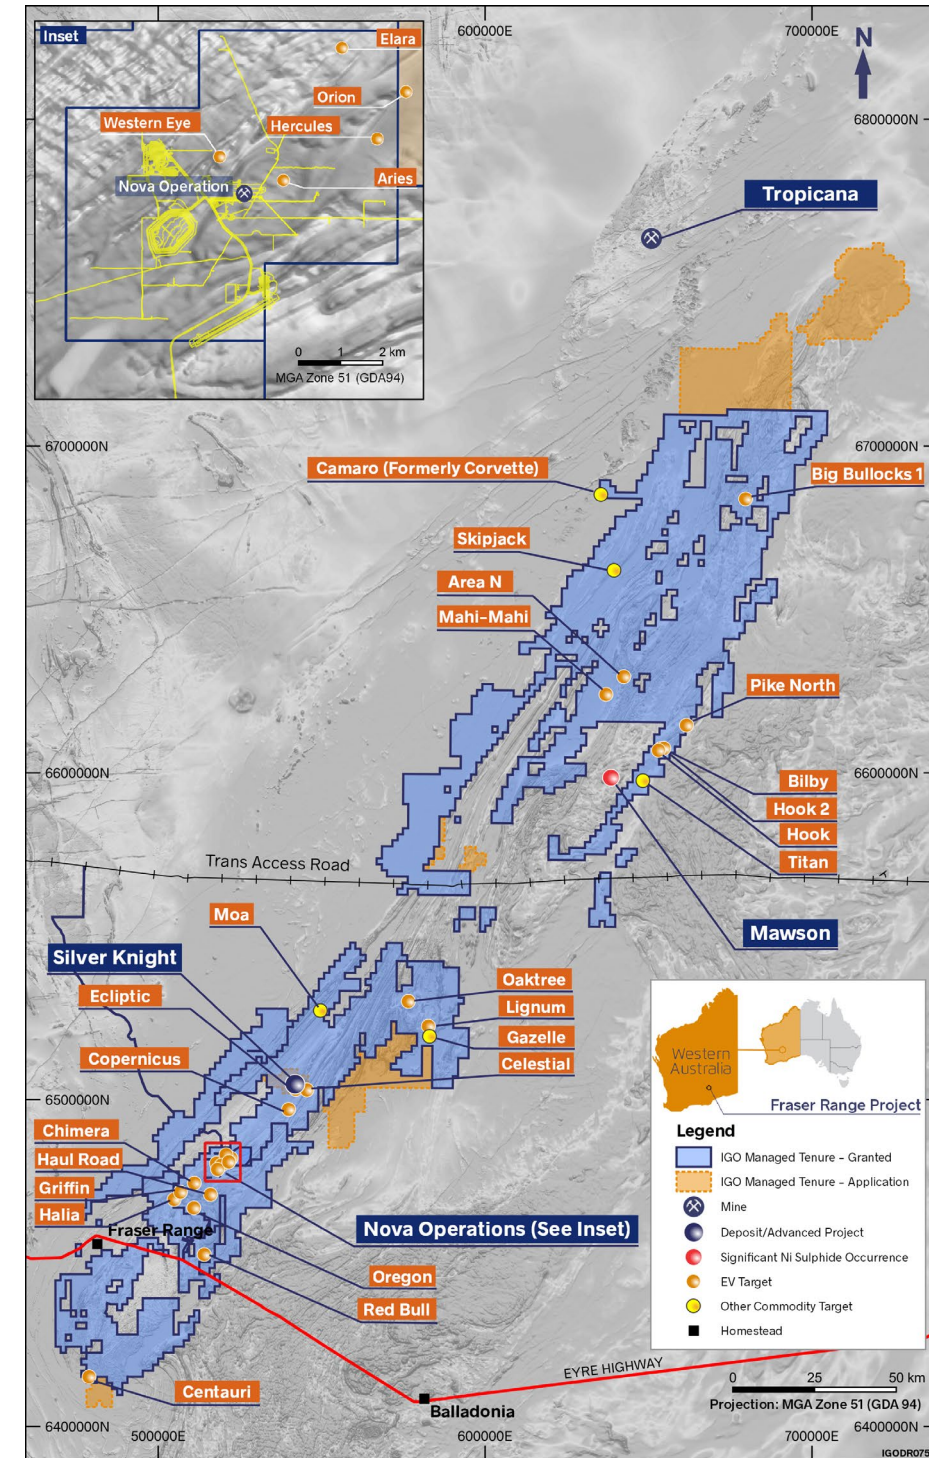 600000E
700000E
Inset
Elara
Orion
Western Eye
Hercules
Nova Operation
Aries
0 1 2 km
MGA Zone 51 (GDA94)
N
6800000N
Tropicana
6700000N
6700000N
Camaro (Formerly Corvette)
Big Bullocks 1
Skipjack
Area N
Mahi-Mahi
Pike North
6600000N
6600000N
Bilby
Hook 2
Hook
Titan
Trans Access Road
Moa
Mawson
Silver Knight
Ecliptic
Oaktree
Lignum
Gazelle
Copernicus
Celestial
6500000N
Chimera
Haul Road
Griffin
Halia
Fraser Range
Nova Operations (See Inset)
Oregon
Red Bull
Centauri
EYRE HIGHWAY
Balladonia
Western
Australia
Fraser Range Project
Legend
IGO Managed Tenure - Granted
IGO Managed Tenure - Application
Mine
Deposit/Advanced Project
Significant Ni Sulphide Occurrence
EV Target
Other Commodity Target
Homestead
0 25 50 km
Projection: MGA Zone 51 (GDA 94)
6400000N
6400000N
500000E
600000E
700000E
IGODR075